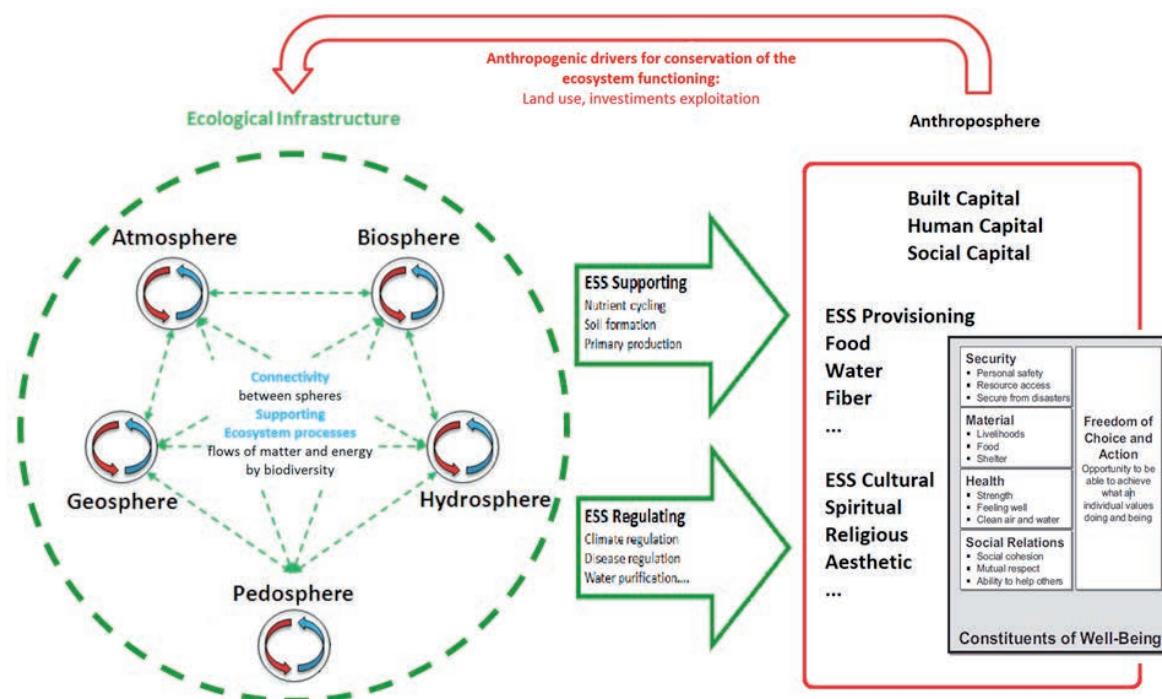 Anthropogenic drivers for conservation of the
ecosystem functioning:
Land use, investiments exploitation
Ecological Infrastructure
Anthroposphere
Atmosphere
Biosphere
Connectivity
between spheres
Supporting
Ecosystem processes
flows of matter and energy
by biodiversity
Geosphere
Hydrosphere
Pedosphere
ESS Supporting
Nutrient cycling
Soil formation
Primary production
ESS Regulating
Climate regulation
Disease regulation
Water purification....
Built Capital
Human Capital
Social Capital
ESS Provisioning
Food
Water
Fiber
...
ESS Cultural
Spiritual
Religious
Aesthetic
...
Security
▪ Personal safety
▪ Resource access
▪ Secure from disasters
Material
▪ Livelihoods
▪ Food
▪ Shelter
Health
▪ Strength
▪ Feeling well
▪ Clean air and water
Social Relations
▪ Social cohesion
▪ Mutual respect
▪ Ability to help others
Freedom of
Choice and
Action
Opportunity to be
able to achieve
what an
individual values
doing and being
Constituents of Well-Being